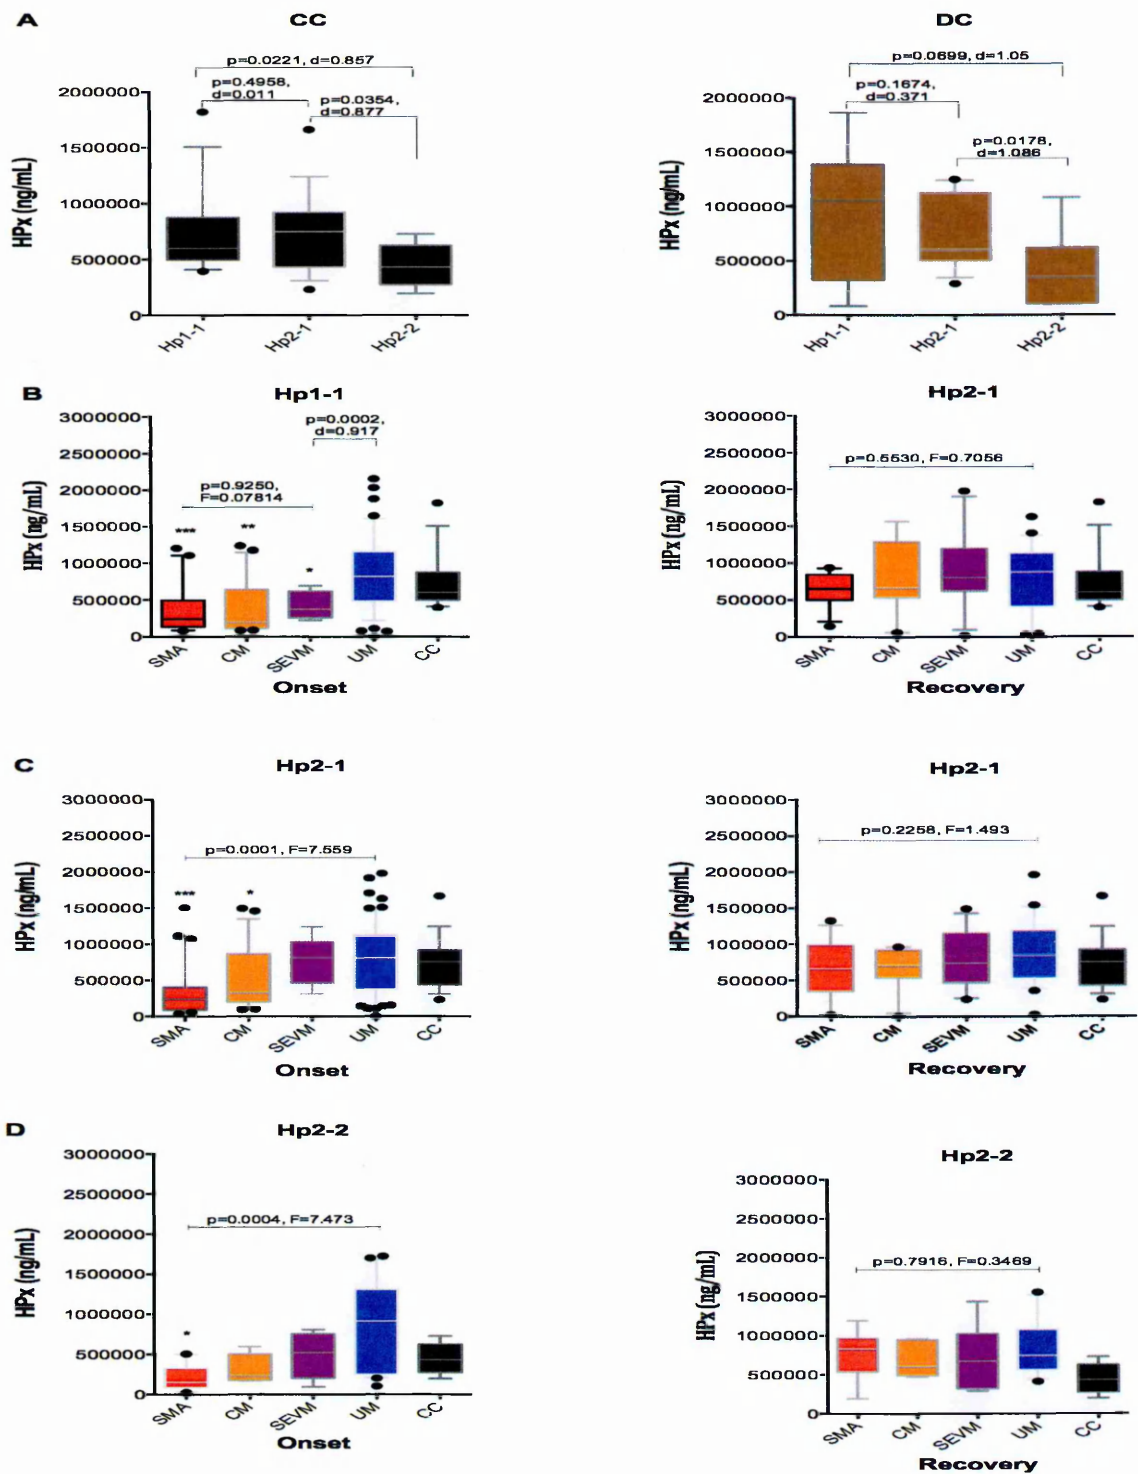 A
CC
DC
p=0.0221, d=0.857
p=0.4958,
d=0.011
p=0.0354,
d=0.877
2000000
1500000
1000000
500000
0
HPx (ng/mL)
Hp1-1
Hp2-1
Hp2-2
p=0.0699, d=1.05
p=0.1674,
d=0.371
p=0.0178,
d=1.086
2000000
1500000
1000000
500000
0
HPx (ng/mL)
Hp1-1
Hp2-1
Hp2-2
B
Hp1-1
p=0.0002,
d=0.917
p=0.9250,
F=0.07814
3000000
2500000
2000000
1500000
1000000
500000
0
HPx (ng/mL)
***
**
*
SMA
CM
SEVM
UM
CC
Onset
Hp2-1
p=0.5530, F=0.7056
3000000
2500000
2000000
1500000
1000000
500000
0
HPx (ng/mL)
SMA
CM
SEVM
UM
CC
Recovery
C
Hp2-1
p=0.0001, F=7.559
3000000
2500000
2000000
1500000
1000000
500000
0
HPx (ng/mL)
***
*
SMA
CM
SEVM
UM
CC
Onset
Hp2-1
p=0.2258, F=1.493
3000000
2500000
2000000
1500000
1000000
500000
0
HPx (ng/mL)
SMA
CM
SEVM
UM
CC
Recovery
D
Hp2-2
p=0.0004, F=7.473
3000000
2500000
2000000
1500000
1000000
500000
0
HPx (ng/mL)
*
SMA
CM
SEVM
UM
CC
Onset
Hp2-2
p=0.7916, F=0.3469
3000000
2500000
2000000
1500000
1000000
500000
0
HPx (ng/mL)
SMA
CM
SEVM
UM
CC
Recovery